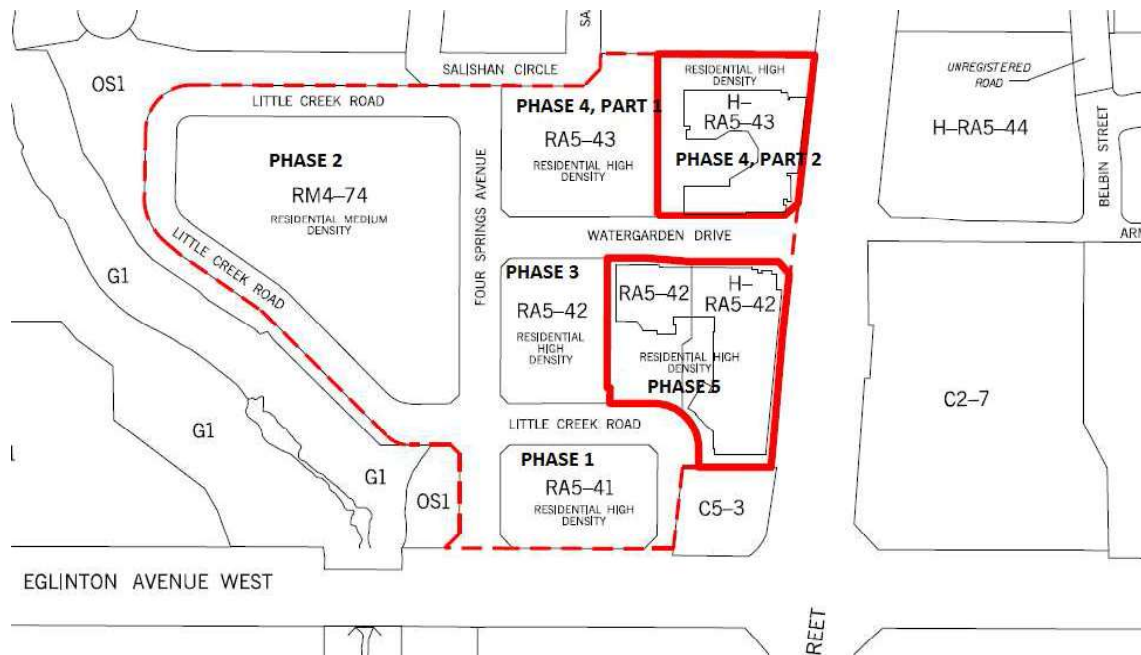 SA
OS1
SALISHAN CIRCLE
RESIDENTIAL HIGH
DENSITY
UNREGISTERED
ROAD
LITTLE CREEK ROAD
PHASE 4, PART 1
RA5-43
RESIDENTIAL HIGH
DENSITY
H-
RA5-43
PHASE 4, PART 2
H-RA5-44
BELBIN STREET
PHASE 2
RM4-74
RESIDENTIAL MEDIUM
DENSITY
FOUR SPRINGS AVENUE
WATERGARDEN DRIVE
ARM
LITTLE CREEK ROAD
G1
PHASE 3
RA5-42
RESIDENTIAL
HIGH
DENSITY
RA5-42
H-
RA5-42
RESIDENTIAL HIGH
DENSITY
PHASE 5
C2-7
G1
LITTLE CREEK ROAD
G1
OS1
PHASE 1
RA5-41
RESIDENTIAL HIGH
DENSITY
C5-3
EGLINTON AVENUE WEST
REET